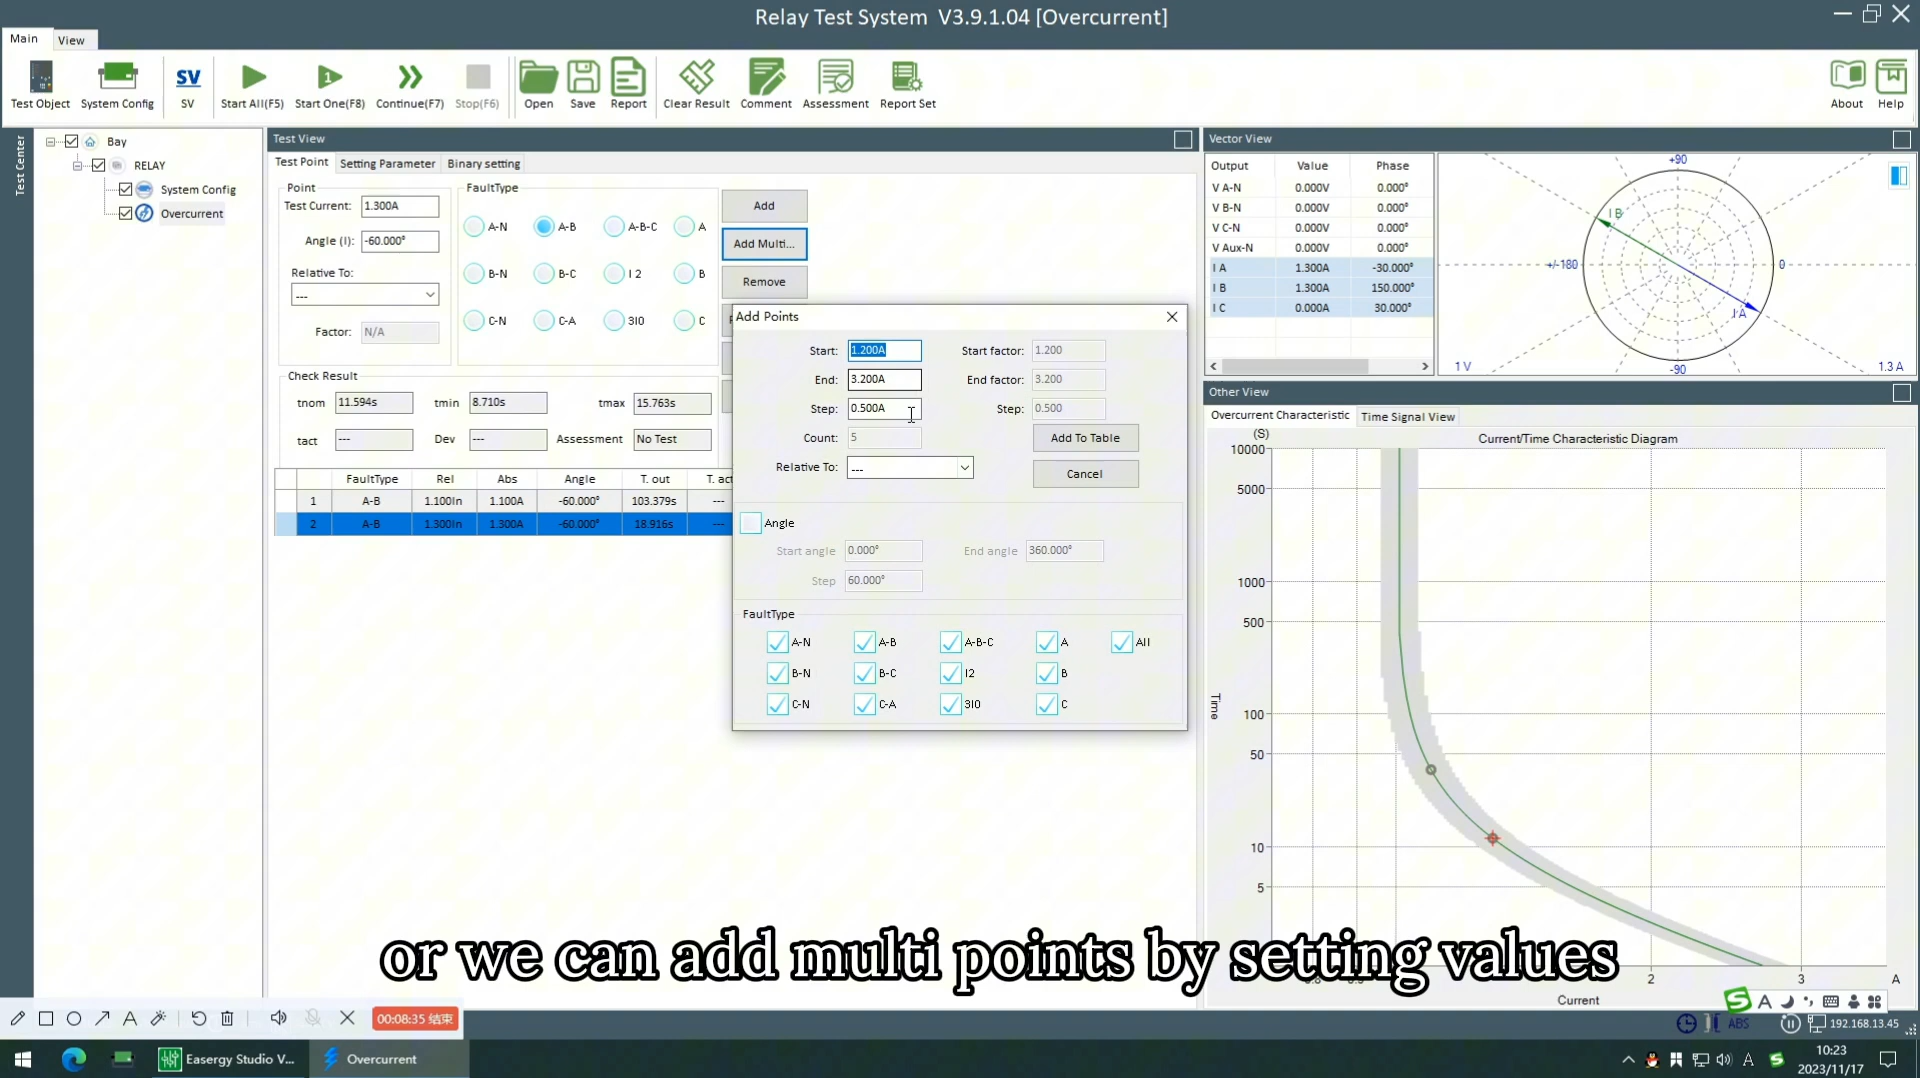 Relay Test System V3.9.1.04 [Overcurrent]
Main
View
Test Object
System Config
SV
SV
Start All(F5)
Start One(F8)
Continue(F7)
Stop(F6)
Open
Save
Report
Clear Result
Comment
Assessment
Report Set
About
Help
Test Center
Bay
RELAY
System Config
Overcurrent
Test View
Test Point
Setting Parameter
Binary setting
Point
Test Current: 1.300A
Angle (I): -60.000°
Relative To:
---
Factor: N/A
FaultType
A-N A-B A-B-C A
B-N B-C I 2 B
C-N C-A 3I0 C
Add
Add Multi...
Remove
Check Result
tnom 11.594s tmin 8.710s tmax 15.763s
tact --- Dev --- Assessment No Test
FaultType Rel Abs Angle T. out T. act
1 A-B 1.100In 1.100A -60.000° 103.379s ---
2 A-B 1.300In 1.300A -60.000° 18.916s ---
Add Points
Start: 1.200A Start factor: 1.200
End: 3.200A End factor: 3.200
Step: 0.500A Step: 0.500
Count: 5
Add To Table
Relative To: ---
Cancel
Angle
Start angle 0.000° End angle 360.000°
Step 60.000°
FaultType
A-N A-B A-B-C A All
B-N B-C I2 B
C-N C-A 3I0 C
Vector View
Output Value Phase
V A-N 0.000V 0.000°
V B-N 0.000V 0.000°
V C-N 0.000V 0.000°
V Aux-N 0.000V 0.000°
I A 1.300A -30.000°
I B 1.300A 150.000°
I C 0.000A 30.000°
+90
I B
+/-180
0
I A
-90
1 V
1.3 A
Other View
Overcurrent Characteristic
Time Signal View
(S)
Current/Time Characteristic Diagram
10000
5000
1000
500
Time
100
50
10
5
2
3
A
Current
or we can add multi points by setting values
00:08:35 结束
ABS
192.168.13.45
Easergy Studio V...
Overcurrent
10:23
2023/11/17